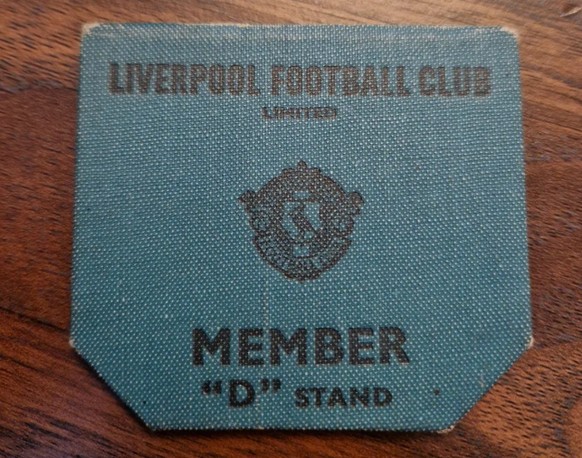 LIVERPOOL FOOTBALL CLUB
LIMITED
MEMBER
"D" STAND